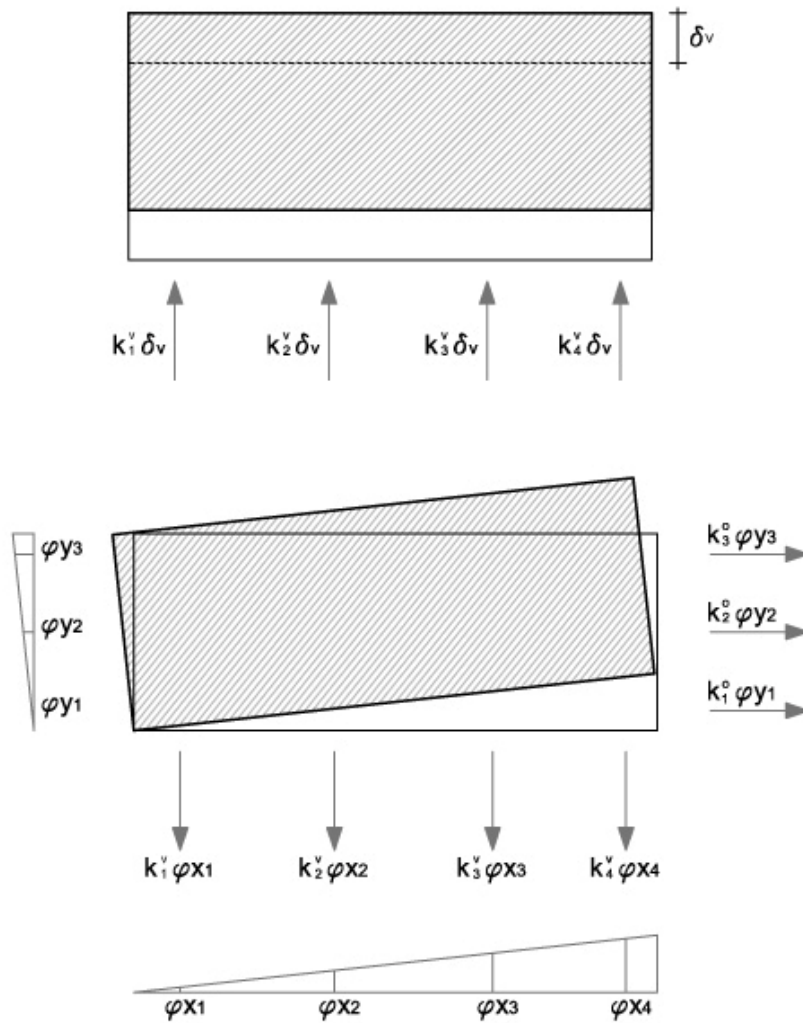 δv
k₁ᵛ δv k₂ᵛ δv k₃ᵛ δv k₄ᵛ δv
φy₃ k₃ᵒ φy₃
φy₂ k₂ᵒ φy₂
φy₁ k₁ᵒ φy₁
k₁ᵛ φx₁ k₂ᵛ φx₂ k₃ᵛ φx₃ k₄ᵛ φx₄
φx₁ φx₂ φx₃ φx₄